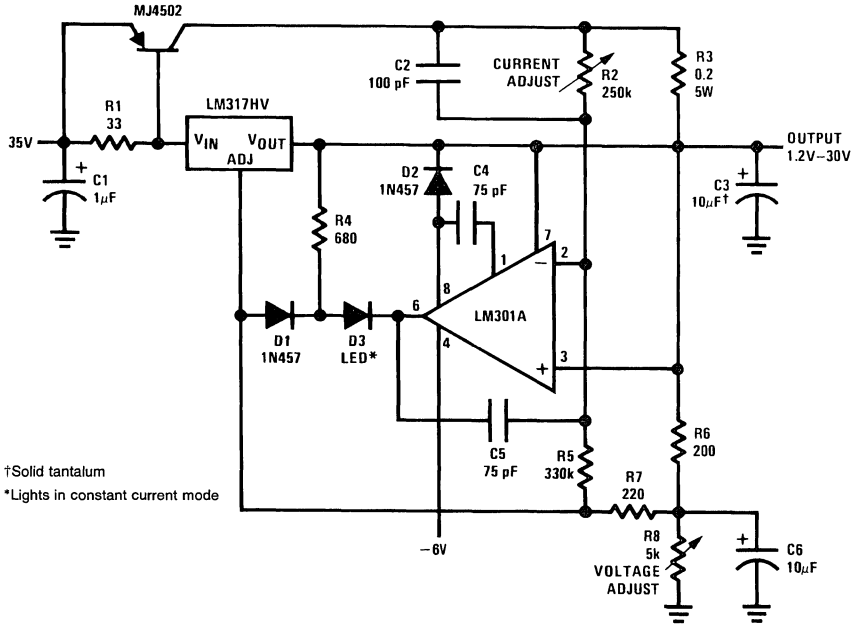 MJ4502
R1
33
LM317HV
VIN
VOUT
ADJ
35V
C1
1μF
+
C2
100 pF
CURRENT
ADJUST
R2
250k
R3
0.2
5W
OUTPUT
1.2V–30V
+
C3
10μF†
D2
1N457
C4
75 pF
R4
680
1
7
2
8
6
4
3
−
+
LM301A
D1
1N457
D3
LED*
C5
75 pF
R5
330k
R6
200
R7
220
R8
5k
VOLTAGE
ADJUST
+
C6
10μF
−6V
†Solid tantalum
*Lights in constant current mode